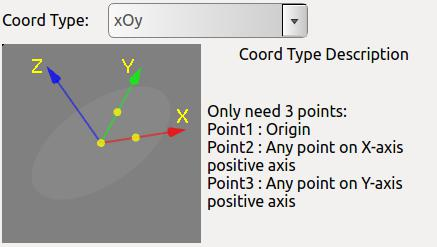 Coord Type: xOy
Coord Type Description
Z
Y
X
Only need 3 points:
Point1 : Origin
Point2 : Any point on X-axis
positive axis
Point3 : Any point on Y-axis
positive axis